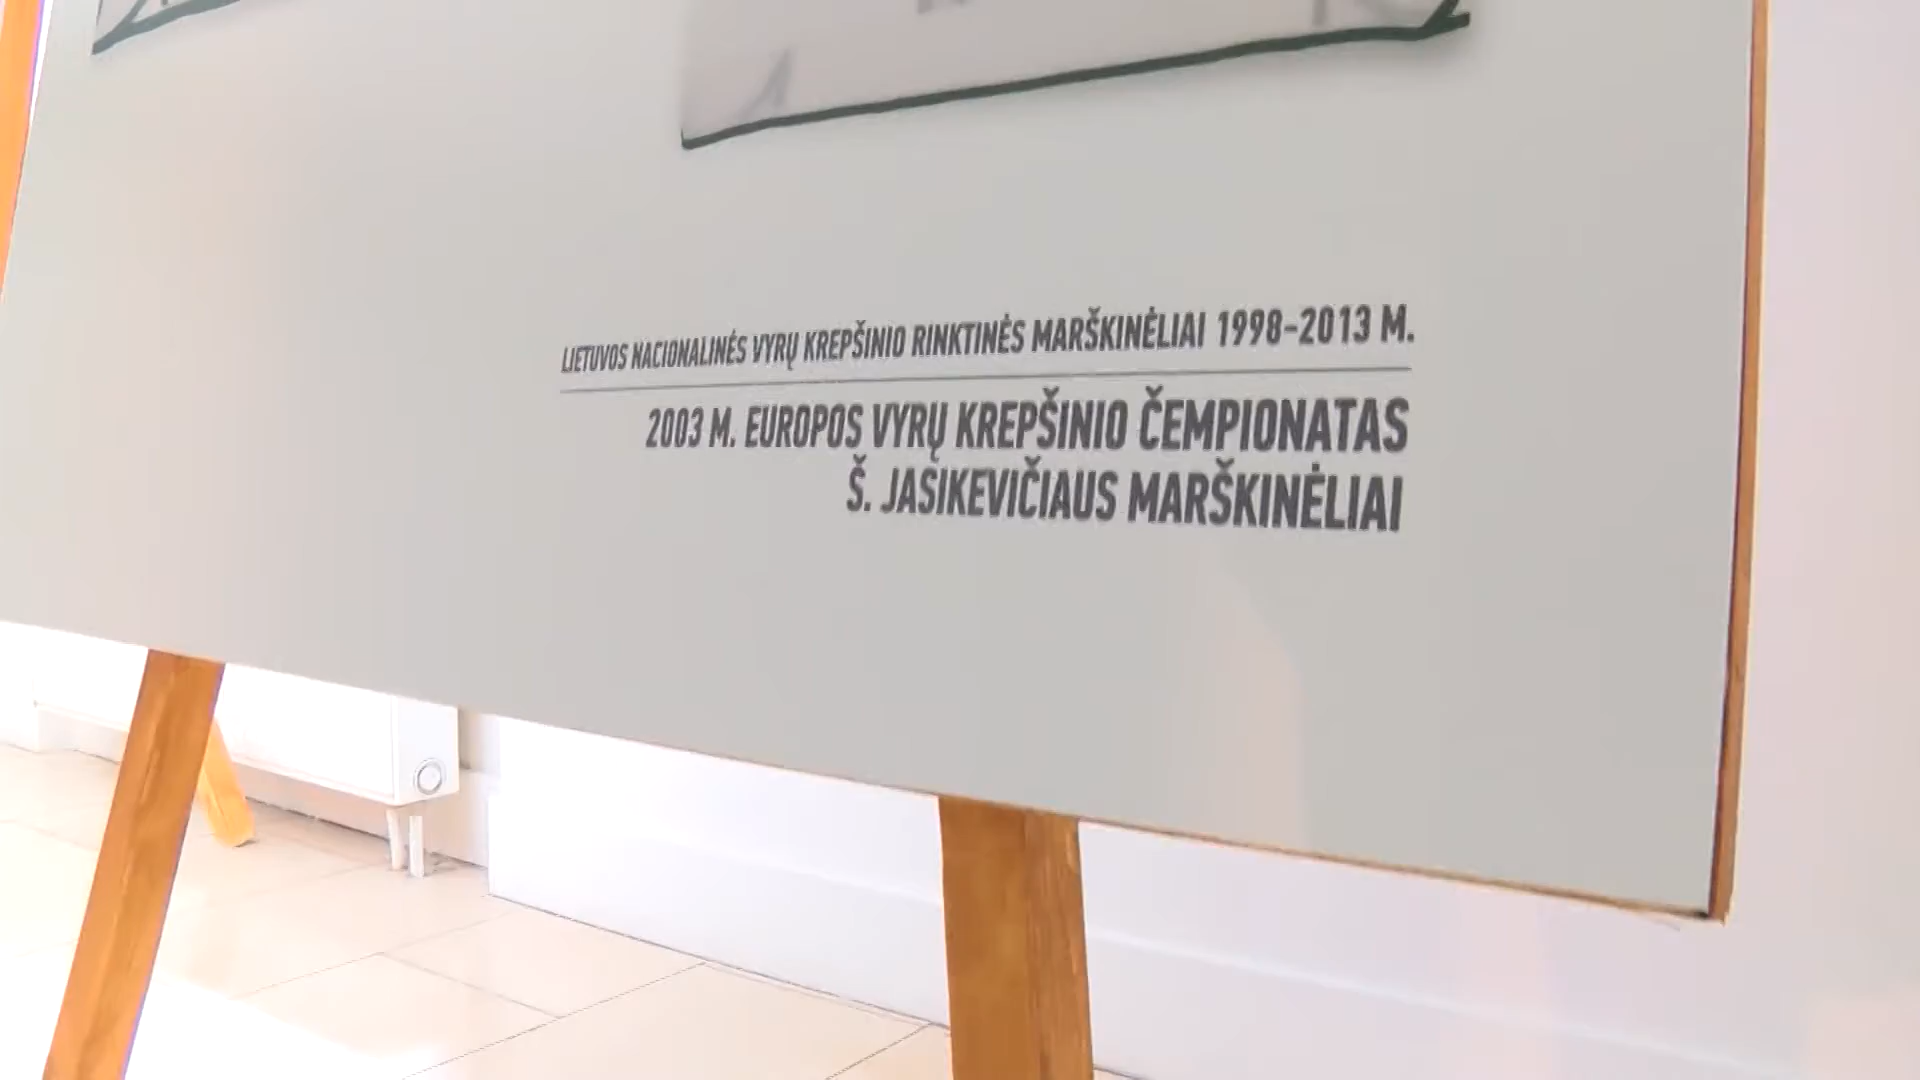 LIETUVOS NACIONALINĖS VYRŲ KREPŠINIO RINKTINĖS MARŠKINĖLIAI 1998–2013 M.
2003 M. EUROPOS VYRŲ KREPŠINIO ČEMPIONATAS
Š. JASIKEVIČIAUS MARŠKINĖLIAI